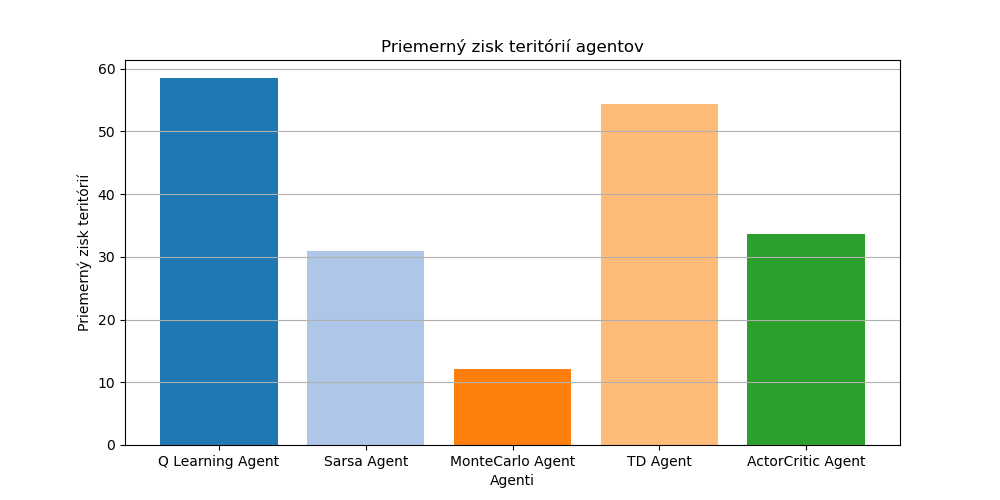 Priemerný zisk teritórií agentov
Priemerný zisk teritórií
60
50
40
30
20
10
0
Q Learning Agent
Sarsa Agent
MonteCarlo Agent
TD Agent
ActorCritic Agent
Agenti